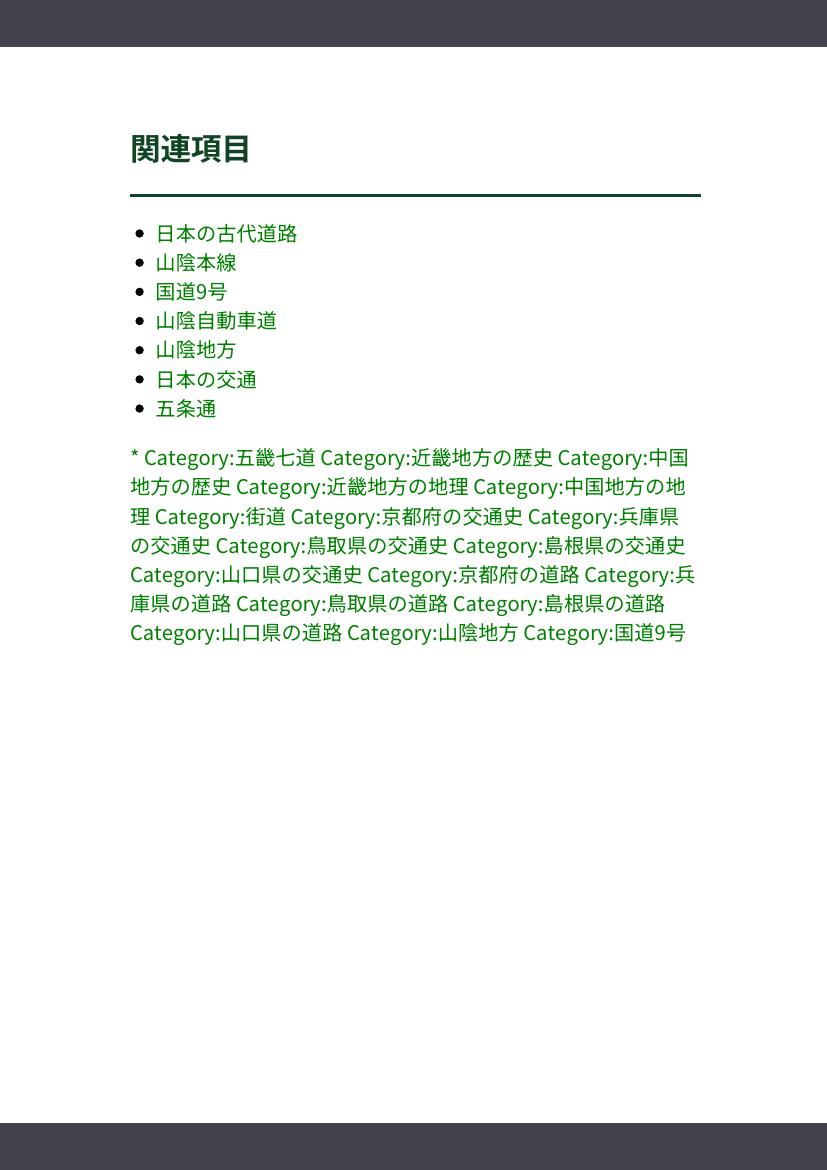 関連項目
日本の古代道路
山陰本線
国道9号
山陰自動車道
山陰地方
日本の交通
五条通
* Category:五畿七道 Category:近畿地方の歴史 Category:中国
地方の歴史 Category:近畿地方の地理 Category:中国地方の地
理 Category:街道 Category:京都府の交通史 Category:兵庫県
の交通史 Category:鳥取県の交通史 Category:島根県の交通史
Category:山口県の交通史 Category:京都府の道路 Category:兵
庫県の道路 Category:鳥取県の道路 Category:島根県の道路
Category:山口県の道路 Category:山陰地方 Category:国道9号